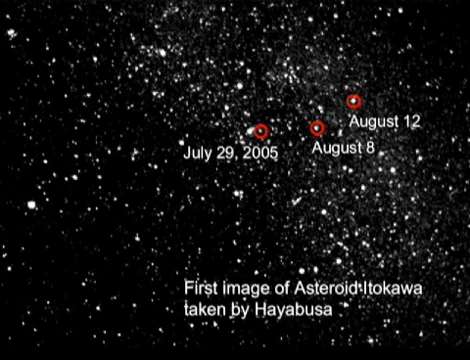 August 12
July 29, 2005
August 8
First image of Asteroid Itokawa
taken by Hayabusa